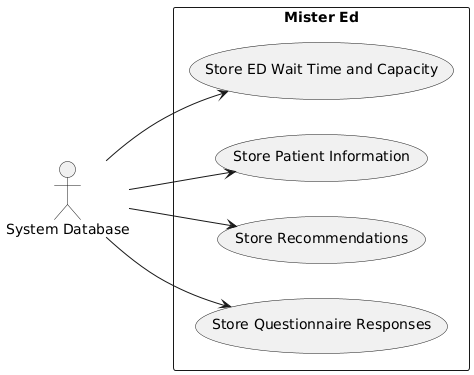 Mister Ed
Store ED Wait Time and Capacity
Store Patient Information
System Database
Store Recommendations
Store Questionnaire Responses